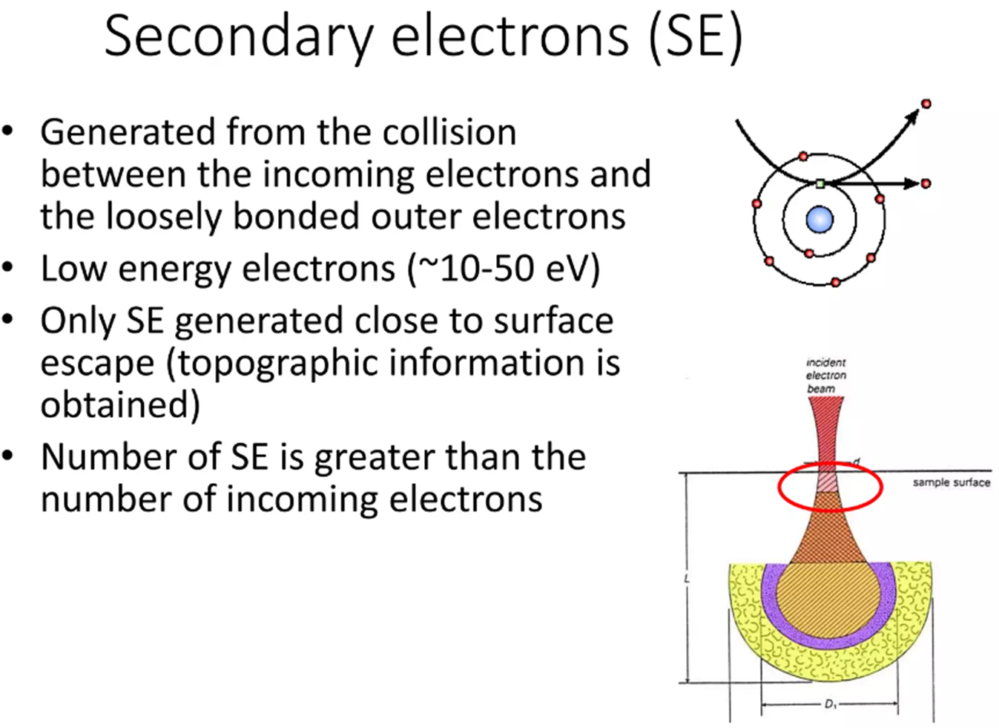 Secondary electrons (SE)
• Generated from the collision
between the incoming electrons and
the loosely bonded outer electrons
• Low energy electrons (~10-50 eV)
• Only SE generated close to surface
escape (topographic information is
obtained)
• Number of SE is greater than the
number of incoming electrons
incident
electron
beam
d
sample surface
L
D₁